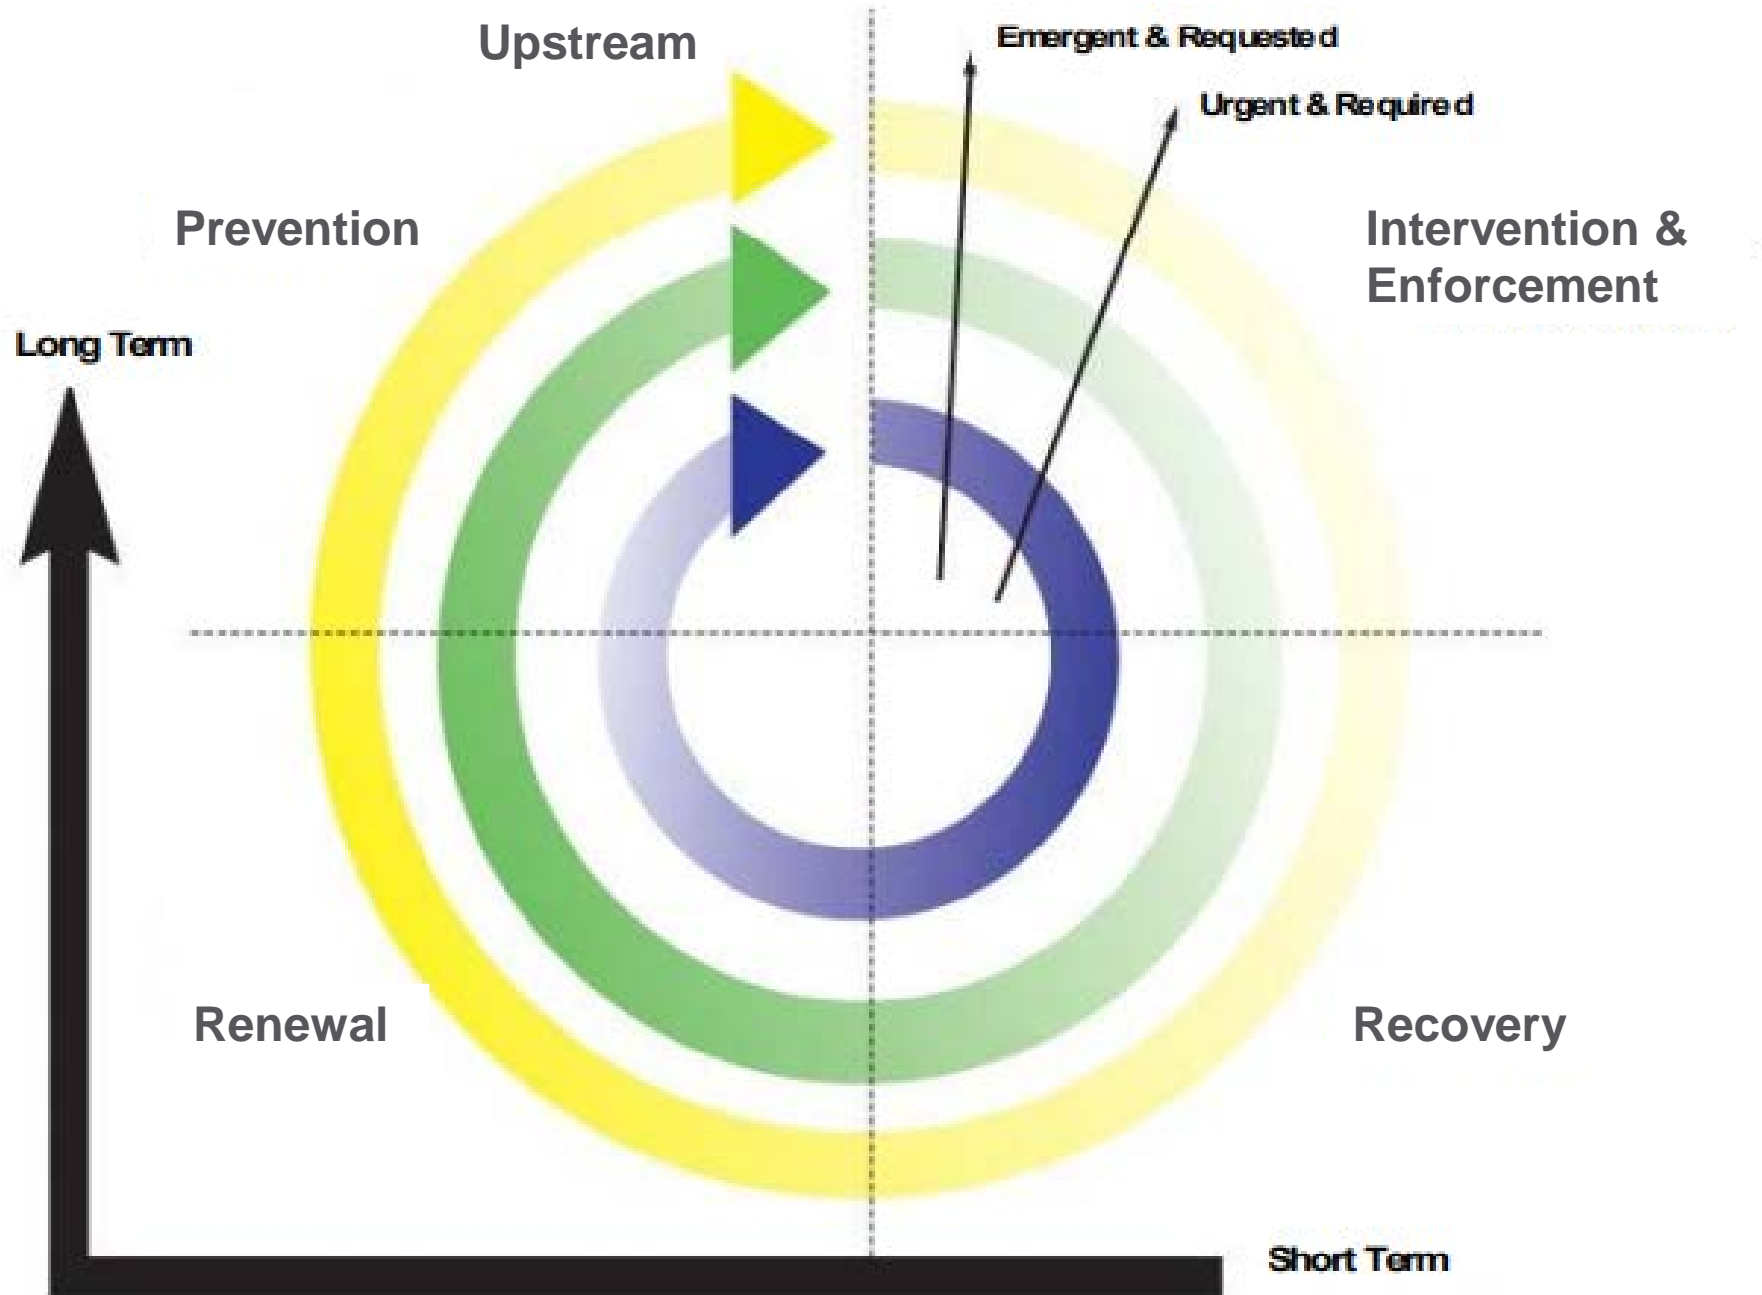 Upstream
Emergent & Requested
Urgent & Required
Prevention
Intervention &
Enforcement
Long Term
Renewal
Recovery
Short Term